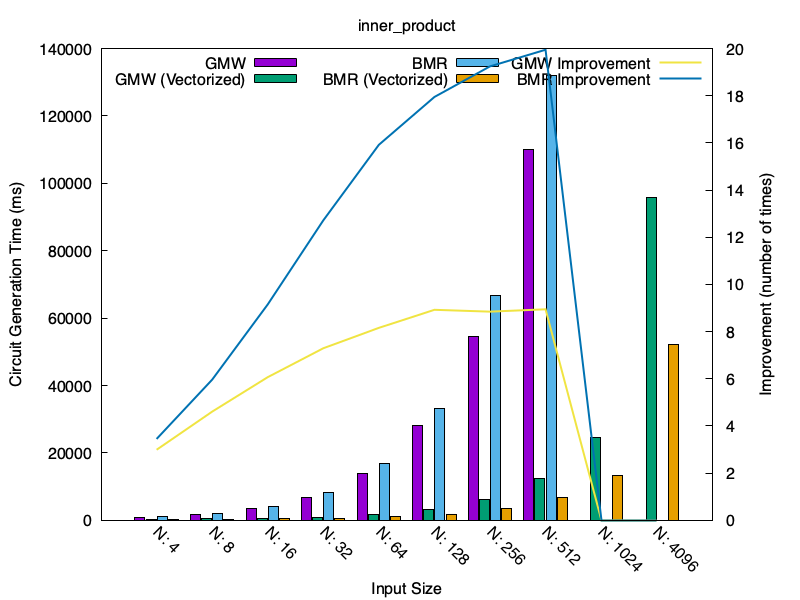 inner_product
GMW BMR GMW Improvement
GMW (Vectorized) BMR (Vectorized) BMR Improvement
140000 20
120000 18
100000 16
80000 14
60000 12
40000 10
20000 8
0 6
4
2
0
Circuit Generation Time (ms)
Improvement (number of times)
N: 4 N: 8 N: 16 N: 32 N: 64 N: 128 N: 256 N: 512 N: 1024 N: 4096
Input Size